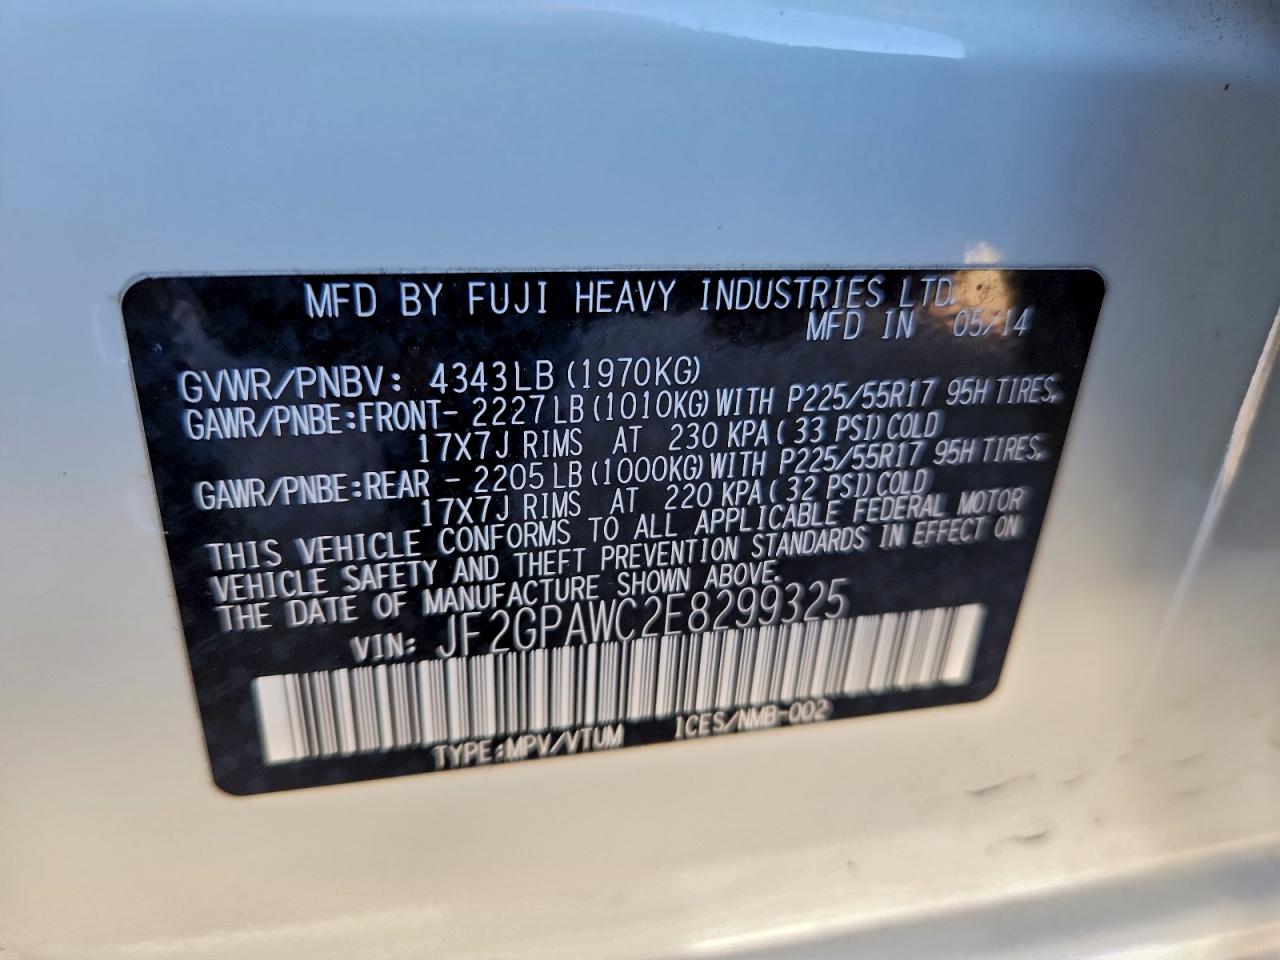 MFD BY FUJI HEAVY INDUSTRIES LTD.
MFD IN 05/14
GVWR/PNBV: 4343LB (1970KG)
GAWR/PNBE:FRONT- 2227LB (1010KG) WITH P225/55R17 95H TIRES,
17X7J RIMS AT 230 KPA ( 33 PSI) COLD
GAWR/PNBE:REAR - 2205LB (1000KG) WITH P225/55R17 95H TIRES,
17X7J RIMS AT 220 KPA ( 32 PSI) COLD
THIS VEHICLE CONFORMS TO ALL APPLICABLE FEDERAL MOTOR
VEHICLE SAFETY AND THEFT PREVENTION STANDARDS IN EFFECT ON
THE DATE OF MANUFACTURE SHOWN ABOVE.
VIN: JF2GPAWC2E8299325
TYPE:MPV/VTUM ICES/NMB-002